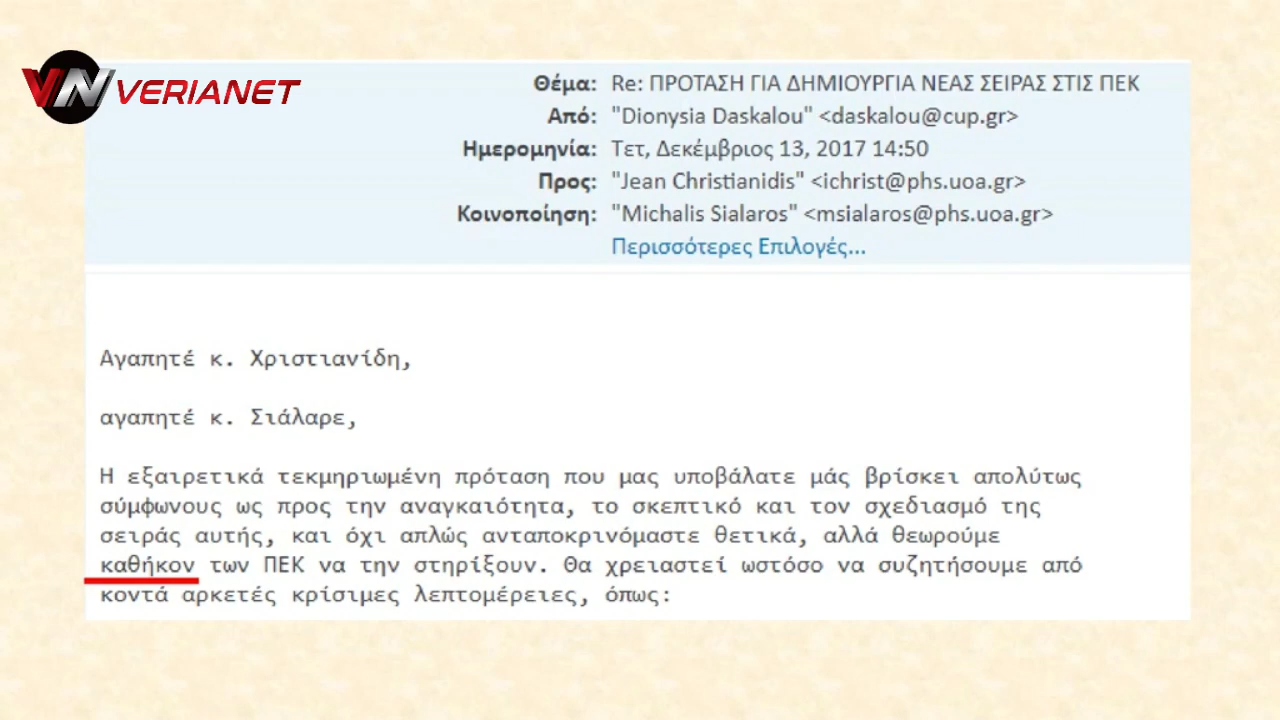 VN VERIANET
Θέμα: Re: ΠΡΟΤΑΣΗ ΓΙΑ ΔΗΜΙΟΥΡΓΙΑ ΝΕΑΣ ΣΕΙΡΑΣ ΣΤΙΣ ΠΕΚ
Από: "Dionysia Daskalou" <daskalou@cup.gr>
Ημερομηνία: Τετ, Δεκέμβριος 13, 2017 14:50
Προς: "Jean Christianidis" <ichrist@phs.uoa.gr>
Κοινοποίηση: "Michalis Sialaros" <msialaros@phs.uoa.gr>
Περισσότερες Επιλογές...
Αγαπητέ κ. Χριστιανίδη,
αγαπητέ κ. Σιάλαρε,
Η εξαιρετικά τεκμηριωμένη πρόταση που μας υποβάλατε μάς βρίσκει απολύτως
σύμφωνους ως προς την αναγκαιότητα, το σκεπτικό και τον σχεδιασμό της
σειράς αυτής, και όχι απλώς ανταποκρινόμαστε θετικά, αλλά θεωρούμε
καθήκον των ΠΕΚ να την στηρίξουν. Θα χρειαστεί ωστόσο να συζητήσουμε από
κοντά αρκετές κρίσιμες λεπτομέρειες, όπως: